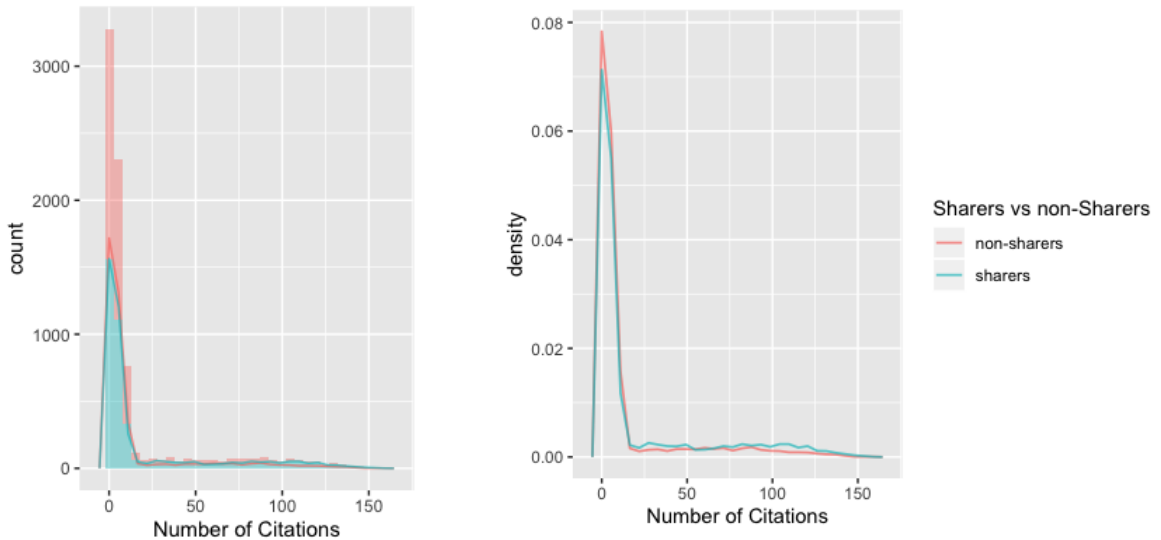 count
3000
2000
1000
0
0 50 100 150
Number of Citations
density
0.08
0.06
0.04
0.02
0.00
0 50 100 150
Number of Citations
Sharers vs non-Sharers
non-sharers
sharers